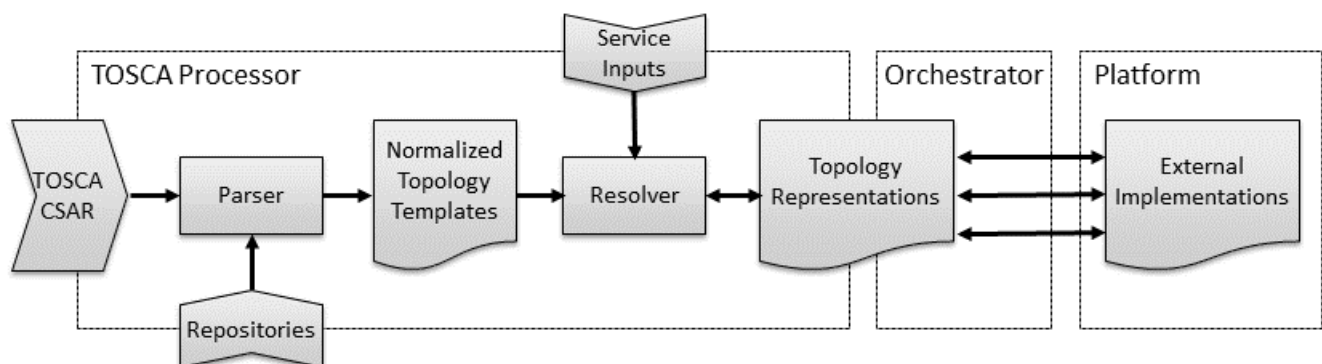 Service
Inputs
TOSCA Processor
Orchestrator
Platform
TOSCA
CSAR
Parser
Normalized
Topology
Templates
Resolver
Topology
Representations
External
Implementations
Repositories